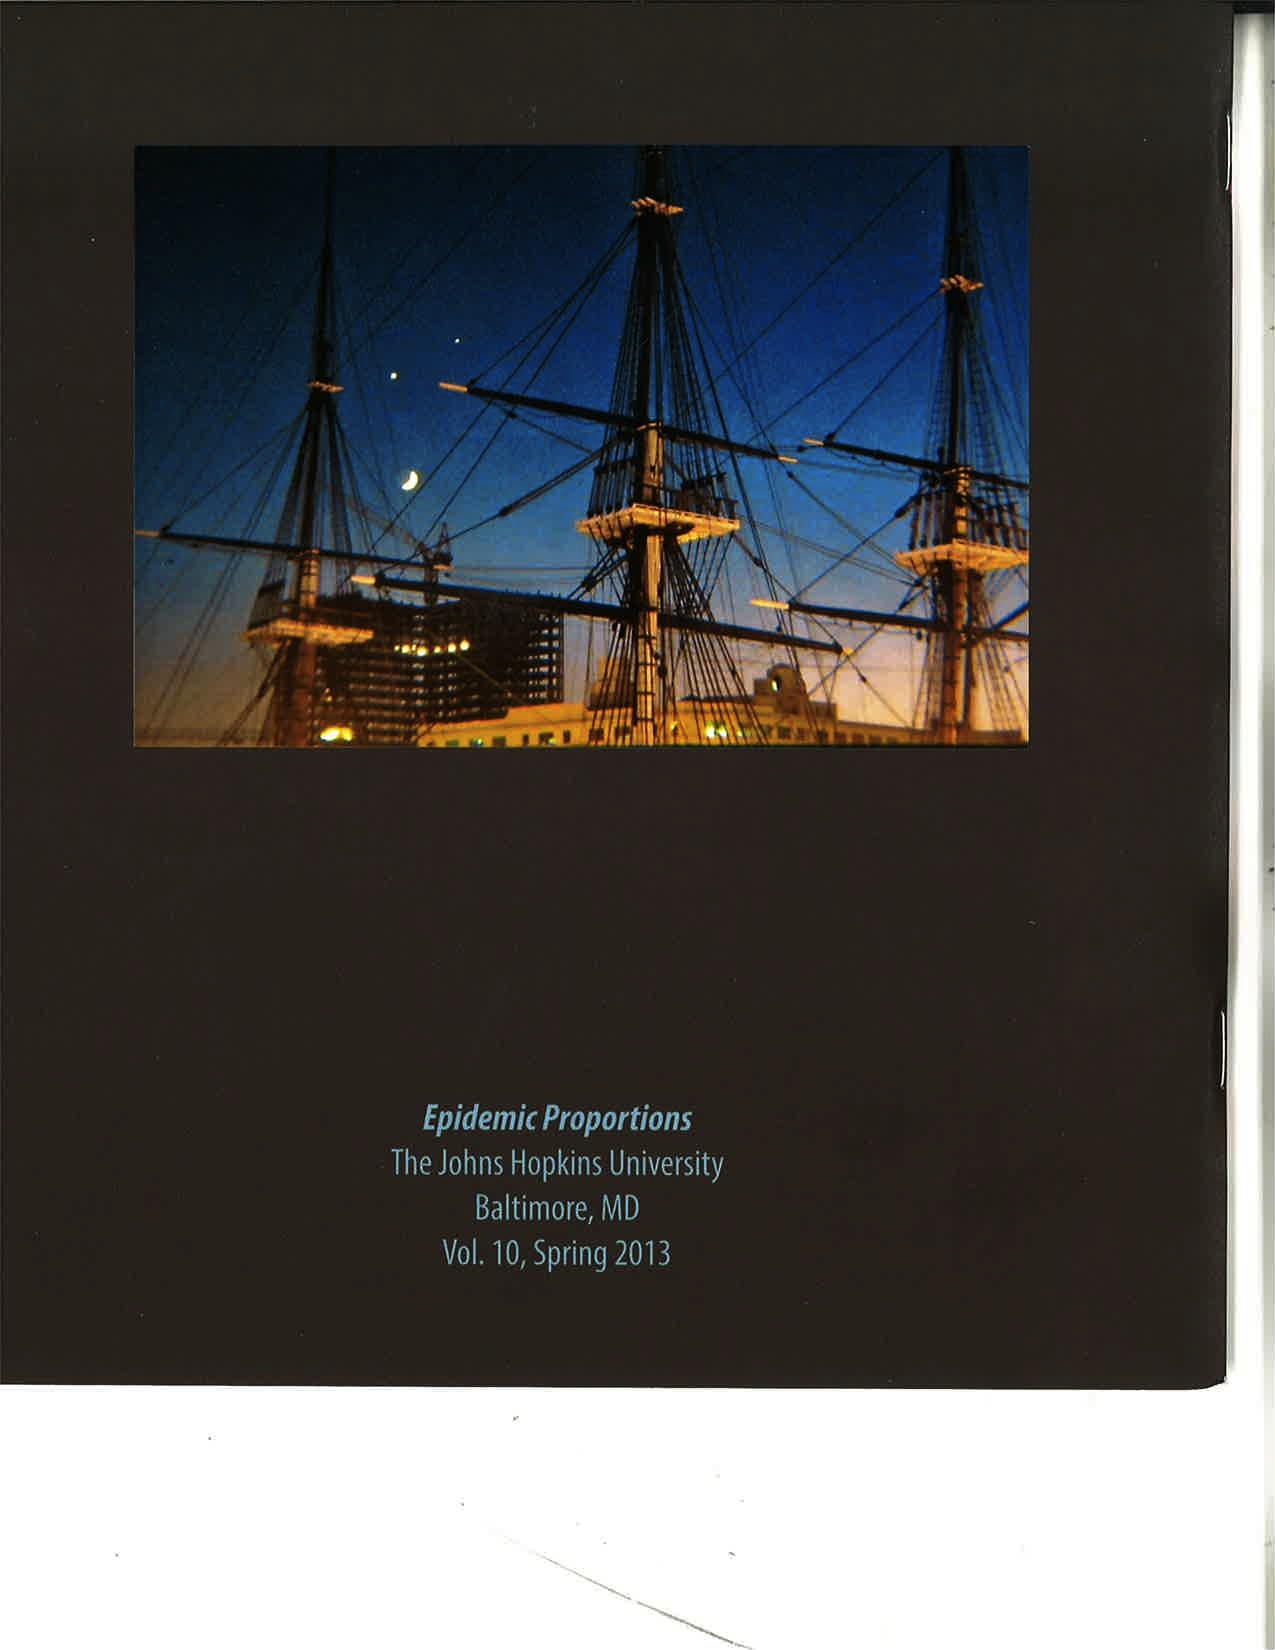 Epidemic Proportions
The Johns Hopkins University
Baltimore, MD
Vol. 10, Spring 2013